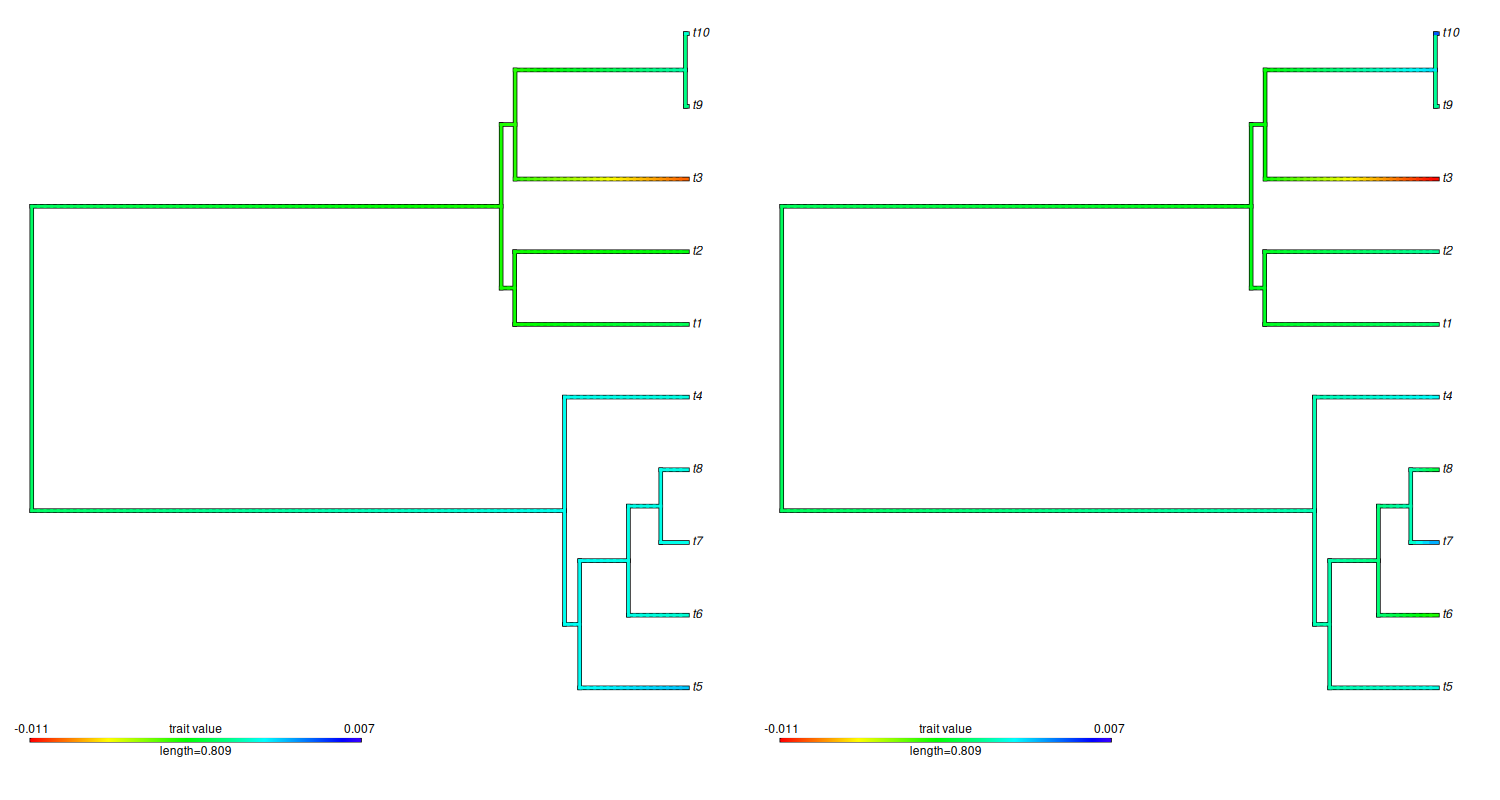 t10
t9
t3
t2
t1
t4
t8
t7
t6
t5
-0.011 trait value 0.007
length=0.809
t10
t9
t3
t2
t1
t4
t8
t7
t6
t5
-0.011 trait value 0.007
length=0.809